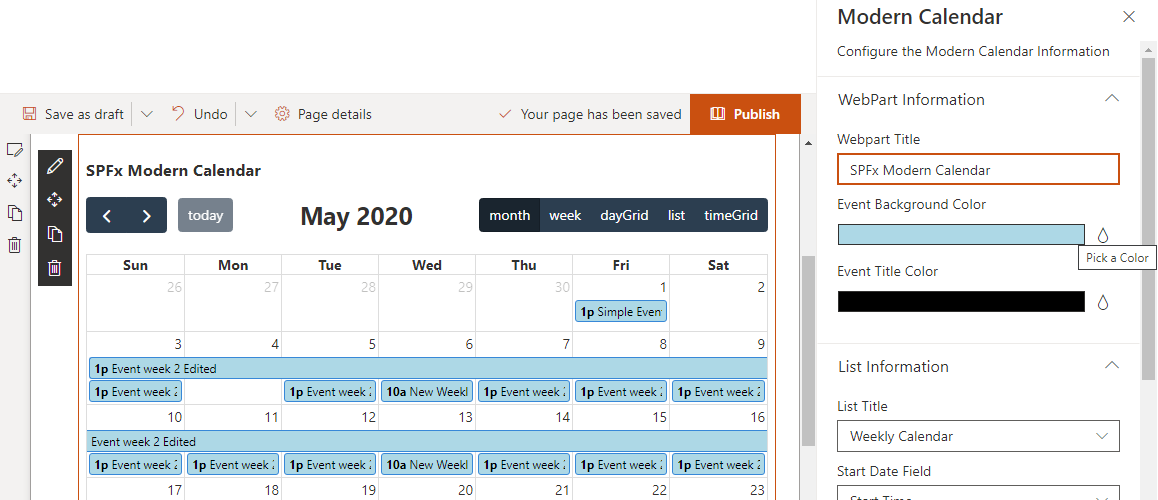 Save as draft
Undo
Page details
Your page has been saved
Publish
SPFx Modern Calendar
today
May 2020
month week dayGrid list timeGrid
Sun Mon Tue Wed Thu Fri Sat
26 27 28 29 30 1 2
1p Simple Even
3 4 5 6 7 8 9
1p Event week 2 Edited
1p Event week 2 1p Event week 2 10a New Weekl 1p Event week 2 1p Event week 2 1p Event week 2
10 11 12 13 14 15 16
Event week 2 Edited
1p Event week 2 1p Event week 2 1p Event week 2 10a New Weekl 1p Event week 2 1p Event week 2 1p Event week 2
17 18 19 20 21 22 23
Modern Calendar
Configure the Modern Calendar Information
WebPart Information
Webpart Title
SPFx Modern Calendar
Event Background Color
Pick a Color
Event Title Color
List Information
List Title
Weekly Calendar
Start Date Field
Start Time